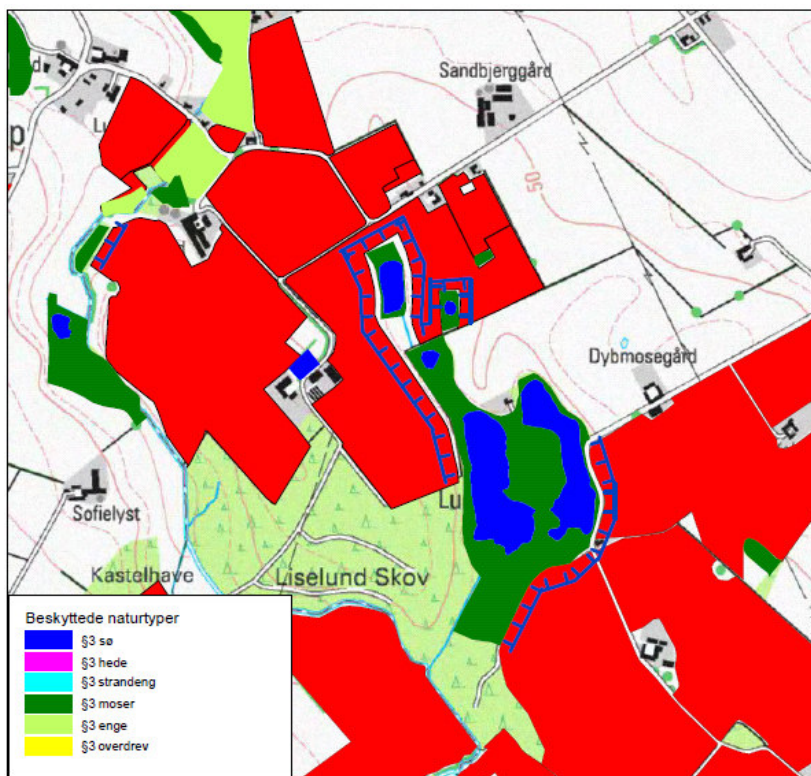 Sandbjerggård
50
Dybmosegård
Sofielyst
Kastelhave
Liselund Skov
Beskyttede naturtyper
§3 sø
§3 hede
§3 strandeng
§3 moser
§3 enge
§3 overdrev